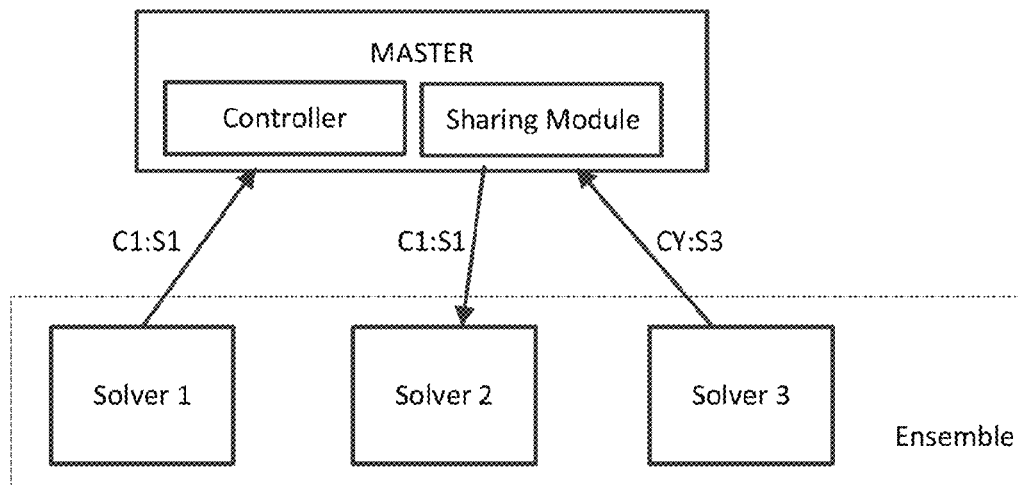 MASTER
Controller
Sharing Module
C1:S1
C1:S1
CY:S3
Solver 1
Solver 2
Solver 3
Ensemble